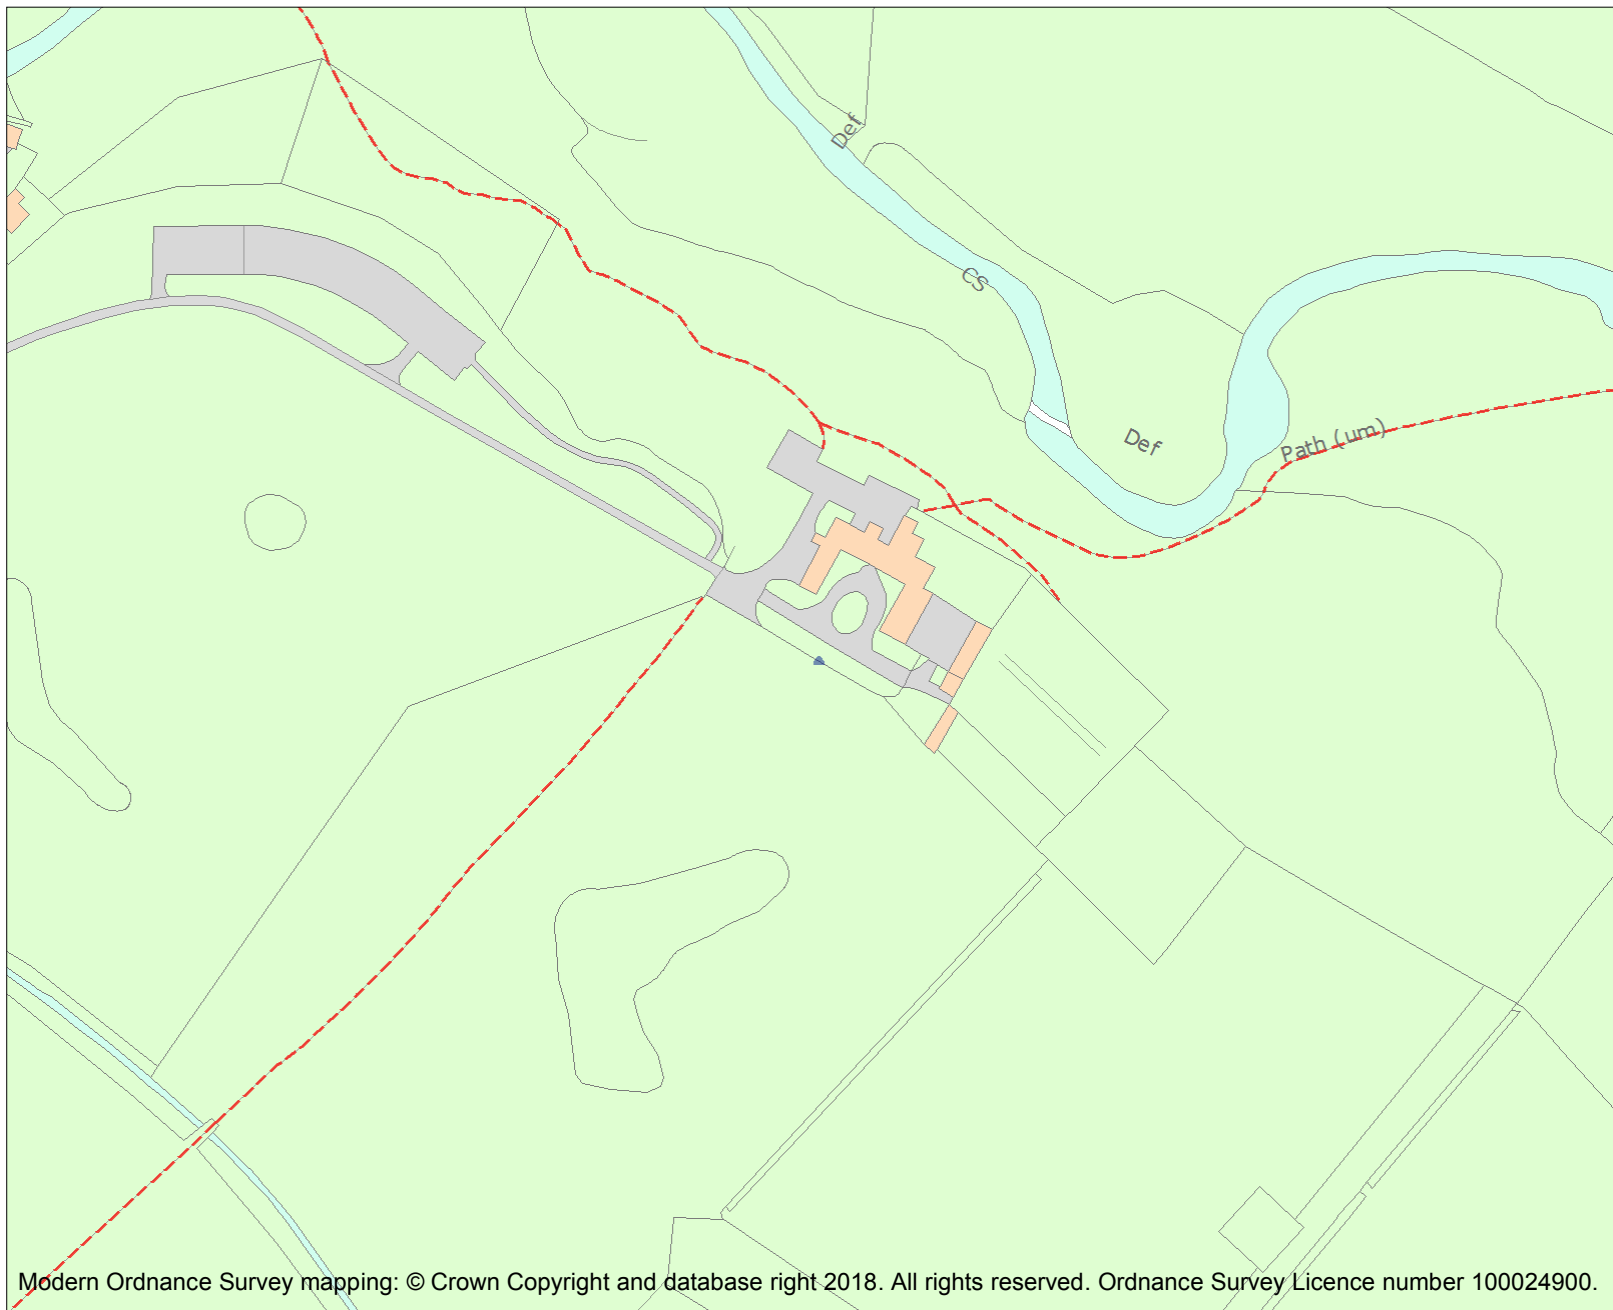 Def
CS
Def
Path (um)
Modern Ordnance Survey mapping: © Crown Copyright and database right 2018. All rights reserved. Ordnance Survey Licence number 100024900.